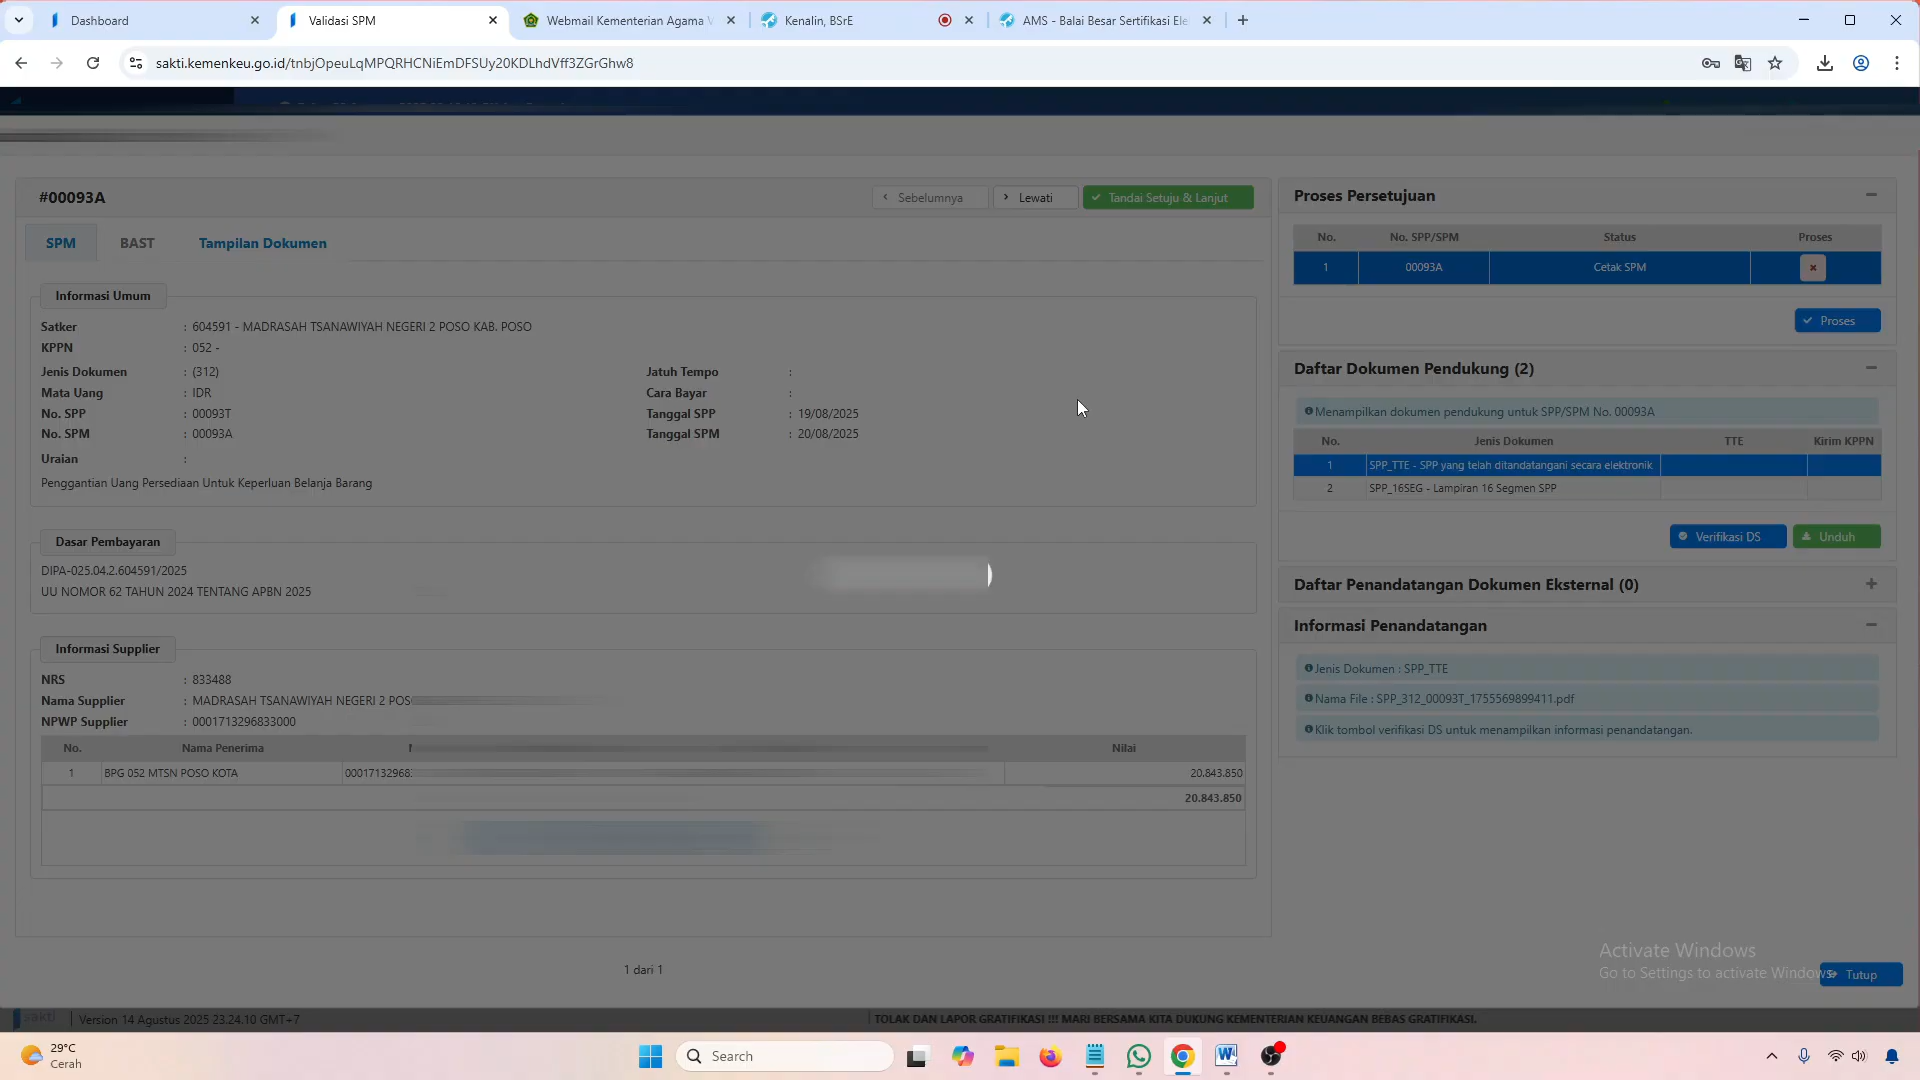 Dashboard
Validasi SPM
Webmail Kementerian Agama
Kenalin, BSrE
AMS - Balai Besar Sertifikasi Ele
sakti.kemenkeu.go.id/tnbjOpeuLqMPQRHCNiEmDFSUy20KDLhdVff3ZGrGhw8
#00093A
Sebelumnya
Lewati
Tandai Setuju & Lanjut
SPM
BAST
Tampilan Dokumen
Informasi Umum
Satker : 604591 - MADRASAH TSANAWIYAH NEGERI 2 POSO KAB. POSO
KPPN : 052 -
Jenis Dokumen : (312)
Jatuh Tempo :
Mata Uang : IDR
Cara Bayar :
No. SPP : 00093T
Tanggal SPP : 19/08/2025
No. SPM : 00093A
Tanggal SPM : 20/08/2025
Uraian :
Penggantian Uang Persediaan Untuk Keperluan Belanja Barang
Dasar Pembayaran
DIPA-025.04.2.604591/2025
UU NOMOR 62 TAHUN 2024 TENTANG APBN 2025
Informasi Supplier
NRS : 833488
Nama Supplier : MADRASAH TSANAWIYAH NEGERI 2 POS
NPWP Supplier : 0001713296833000
No. Nama Penerima Nilai
1 BPG 052 MTSN POSO KOTA 00017132968 20.843.850
20.843.850
1 dari 1
Proses Persetujuan
No. No. SPP/SPM Status Proses
1 00093A Cetak SPM
Proses
Daftar Dokumen Pendukung (2)
Menampilkan dokumen pendukung untuk SPP/SPM No. 00093A
No. Jenis Dokumen TTE Kirim KPPN
1 SPP_TTE - SPP yang telah ditandatangani secara elektronik
2 SPP_16SEG - Lampiran 16 Segmen SPP
Verifikasi DS
Unduh
Daftar Penandatangan Dokumen Eksternal (0)
Informasi Penandatangan
Jenis Dokumen : SPP_TTE
Nama File : SPP_312_00093T_1755569899411.pdf
Klik tombol verifikasi DS untuk menampilkan informasi penandatangan.
Activate Windows
Go to Settings to activate Windows
Tutup
sakti
Version 14 Agustus 2025 23.24.10 GMT+7
TOLAK DAN LAPOR GRATIFIKASI !!! MARI BERSAMA KITA DUKUNG KEMENTERIAN KEUANGAN BEBAS GRATIFIKASI.
29°C
Cerah
Search